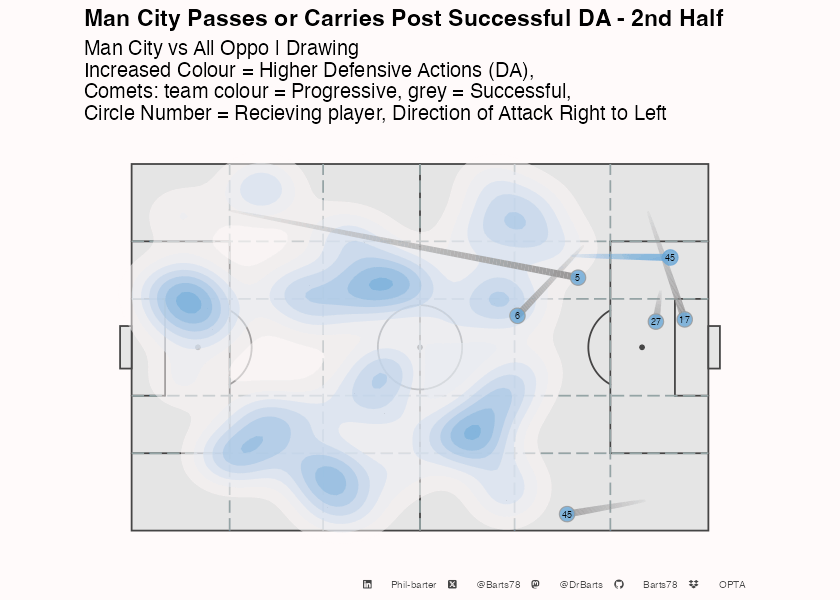 Man City Passes or Carries Post Successful DA - 2nd Half
Man City vs All Oppo | Drawing
Increased Colour = Higher Defensive Actions (DA),
Comets: team colour = Progressive, grey = Successful,
Circle Number = Recieving player, Direction of Attack Right to Left
45
5
6
27
17
45
Phil-barter @Barts78 @DrBarts Barts78 OPTA